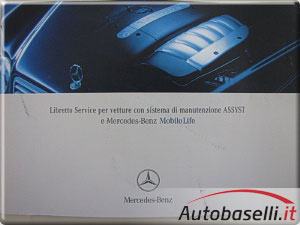 Libretto Service per vetture con sistema di manutenzione ASSYST
e Mercedes-Benz MobiloLife
Mercedes-Benz
Autobaselli.it